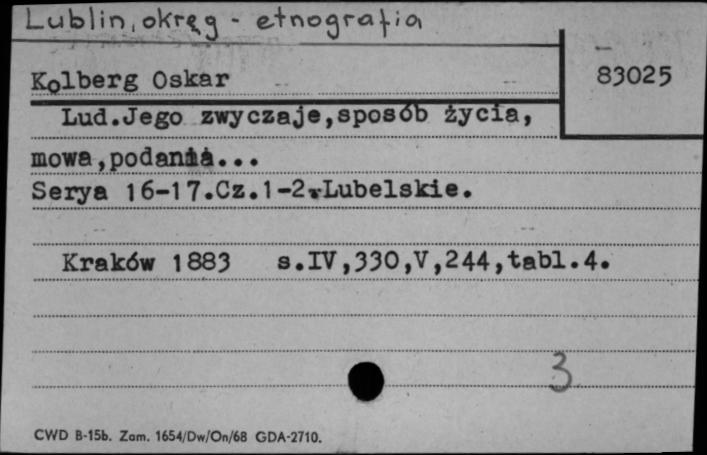 Lublin, okręg - etnografia
Kolberg Oskar
83025
Lud.Jego zwyczaje,sposób życia,
mowa,podania...
Serya 16-17.Cz.1-2.Lubelskie.
Kraków 1883 s.IV,330,V,244,tabl.4.
3
CWD B-15b. Zam. 1654/Dw/On/68 GDA-2710.